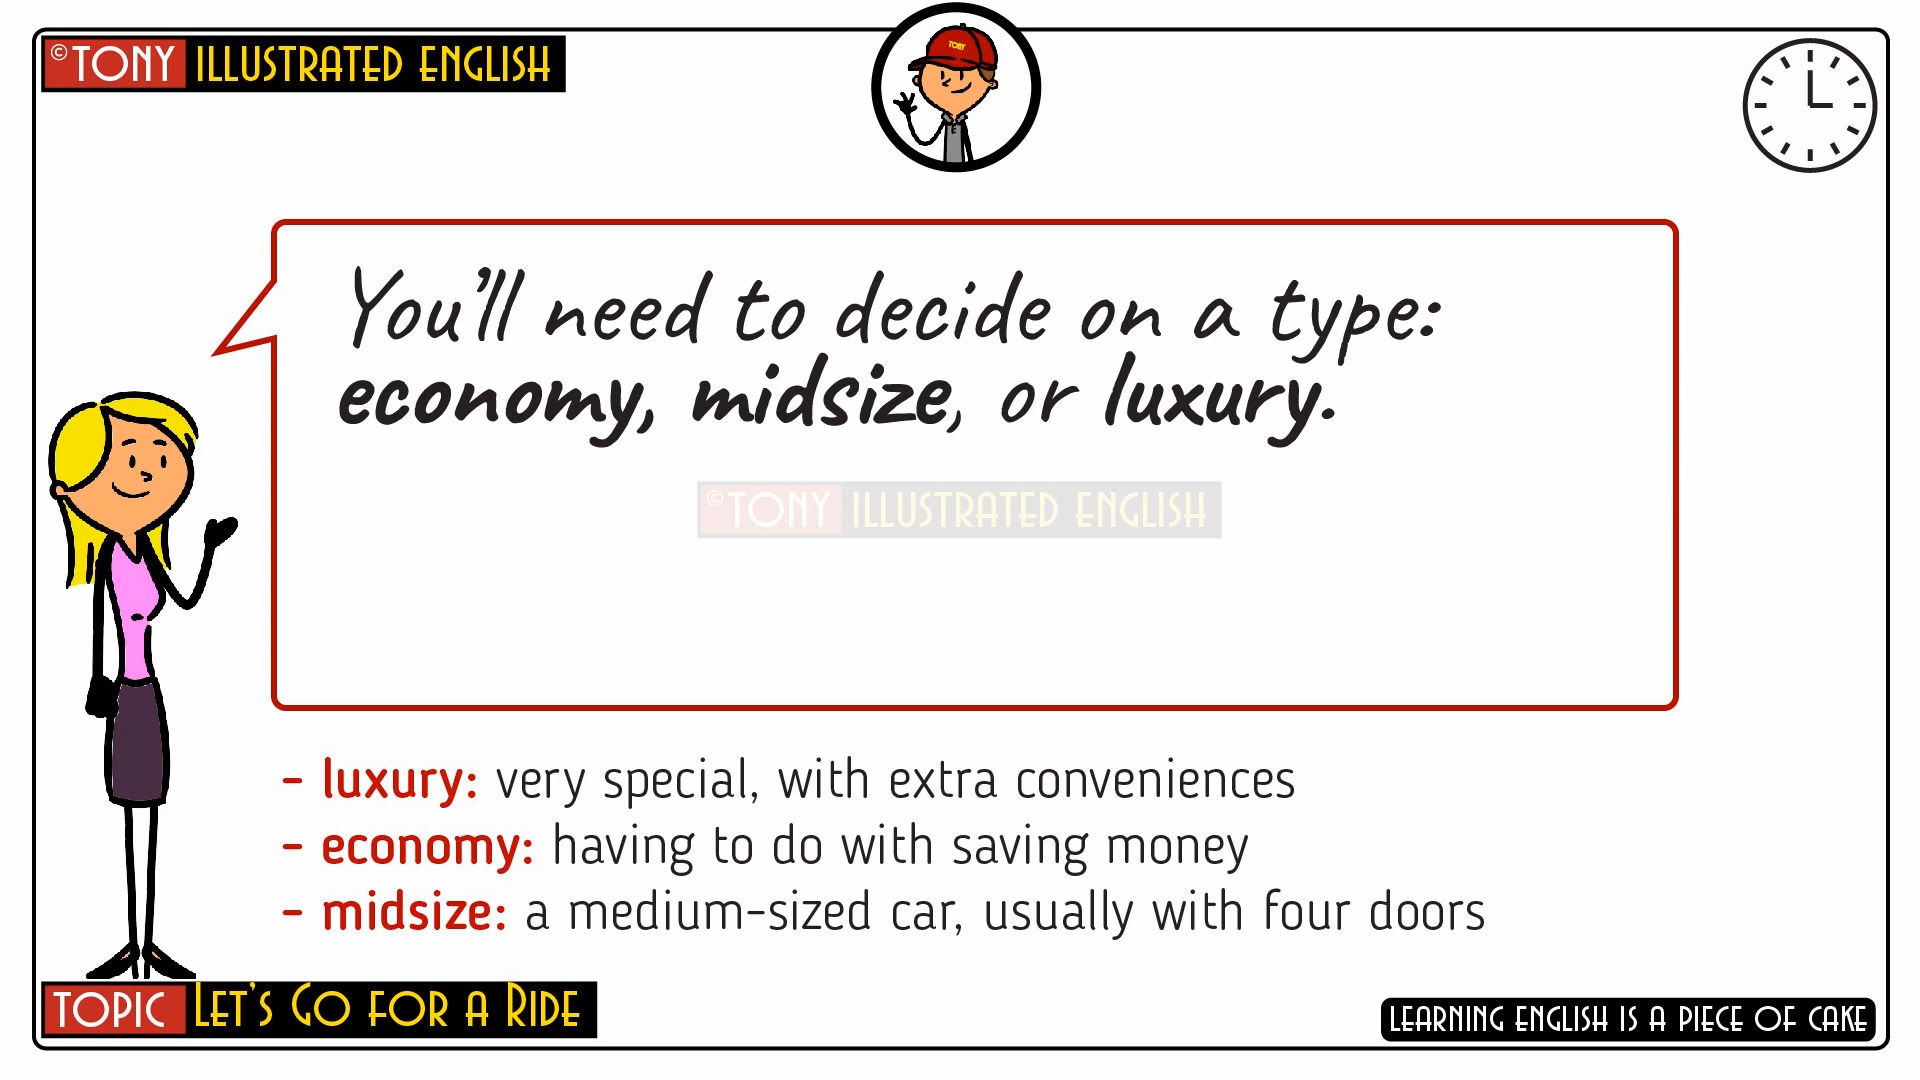 ©TONY ILLUSTRATED ENGLISH
TONY
You'll need to decide on a type:
economy, midsize, or luxury.
©TONY ILLUSTRATED ENGLISH
- luxury: very special, with extra conveniences
- economy: having to do with saving money
- midsize: a medium-sized car, usually with four doors
TOPIC LET'S GO FOR A RIDE
LEARNING ENGLISH IS A PIECE OF CAKE